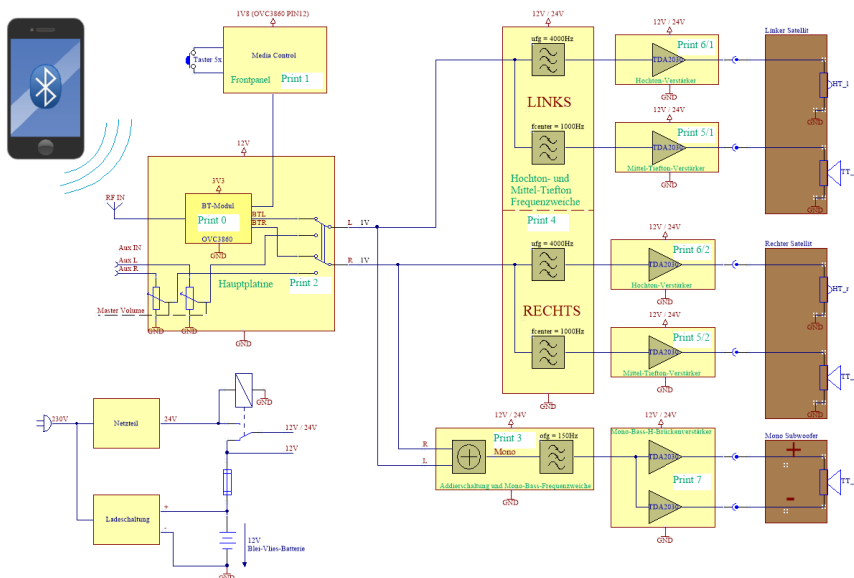 1V8 (OVC3860 PIN12)
Taster 5x
Media Control
Frontpanel
Print 1
12V
3V3
RF IN
BT-Modul
Print 0
OVC3860
BTL
BTR
GND
L 1V
R 1V
Aux IN
Aux L
Aux R
Hauptplatine
Print 2
Master Volume
GND
GND
GND
12V / 24V
ufg = 4000Hz
LINKS
fcenter = 1000Hz
Hochton- und
Mittel-Tiefton
Frequenzweiche
Print 4
ufg = 4000Hz
RECHTS
fcenter = 1000Hz
GND
12V / 24V
Print 6/1
TDA2030
Hochton-Verstärker
GND
12V / 24V
Print 5/1
TDA2030
Mittel-Tiefton-Verstärker
GND
Linker Satellit
HT_l
GND
TT_
12V / 24V
Print 6/2
TDA2030
Hochton-Verstärker
GND
12V / 24V
Print 5/2
TDA2030
Mittel-Tiefton-Verstärker
GND
Rechter Satellit
HT_r
GND
TT_
230V
Netzteil
24V
GND
12V / 24V
12V
Ladeschaltung
+
-
12V
Blei-Vlies-Batterie
GND
12V / 24V
R
L
Print 3
Mono
ofg = 150Hz
Addierschaltung und Mono-Bass-Frequenzweiche
GND
12V / 24V
Mono-Bass-H-Brückenverstärker
TDA2030
Print 7
TDA2030
GND
Mono Subwoofer
+
-
TT_